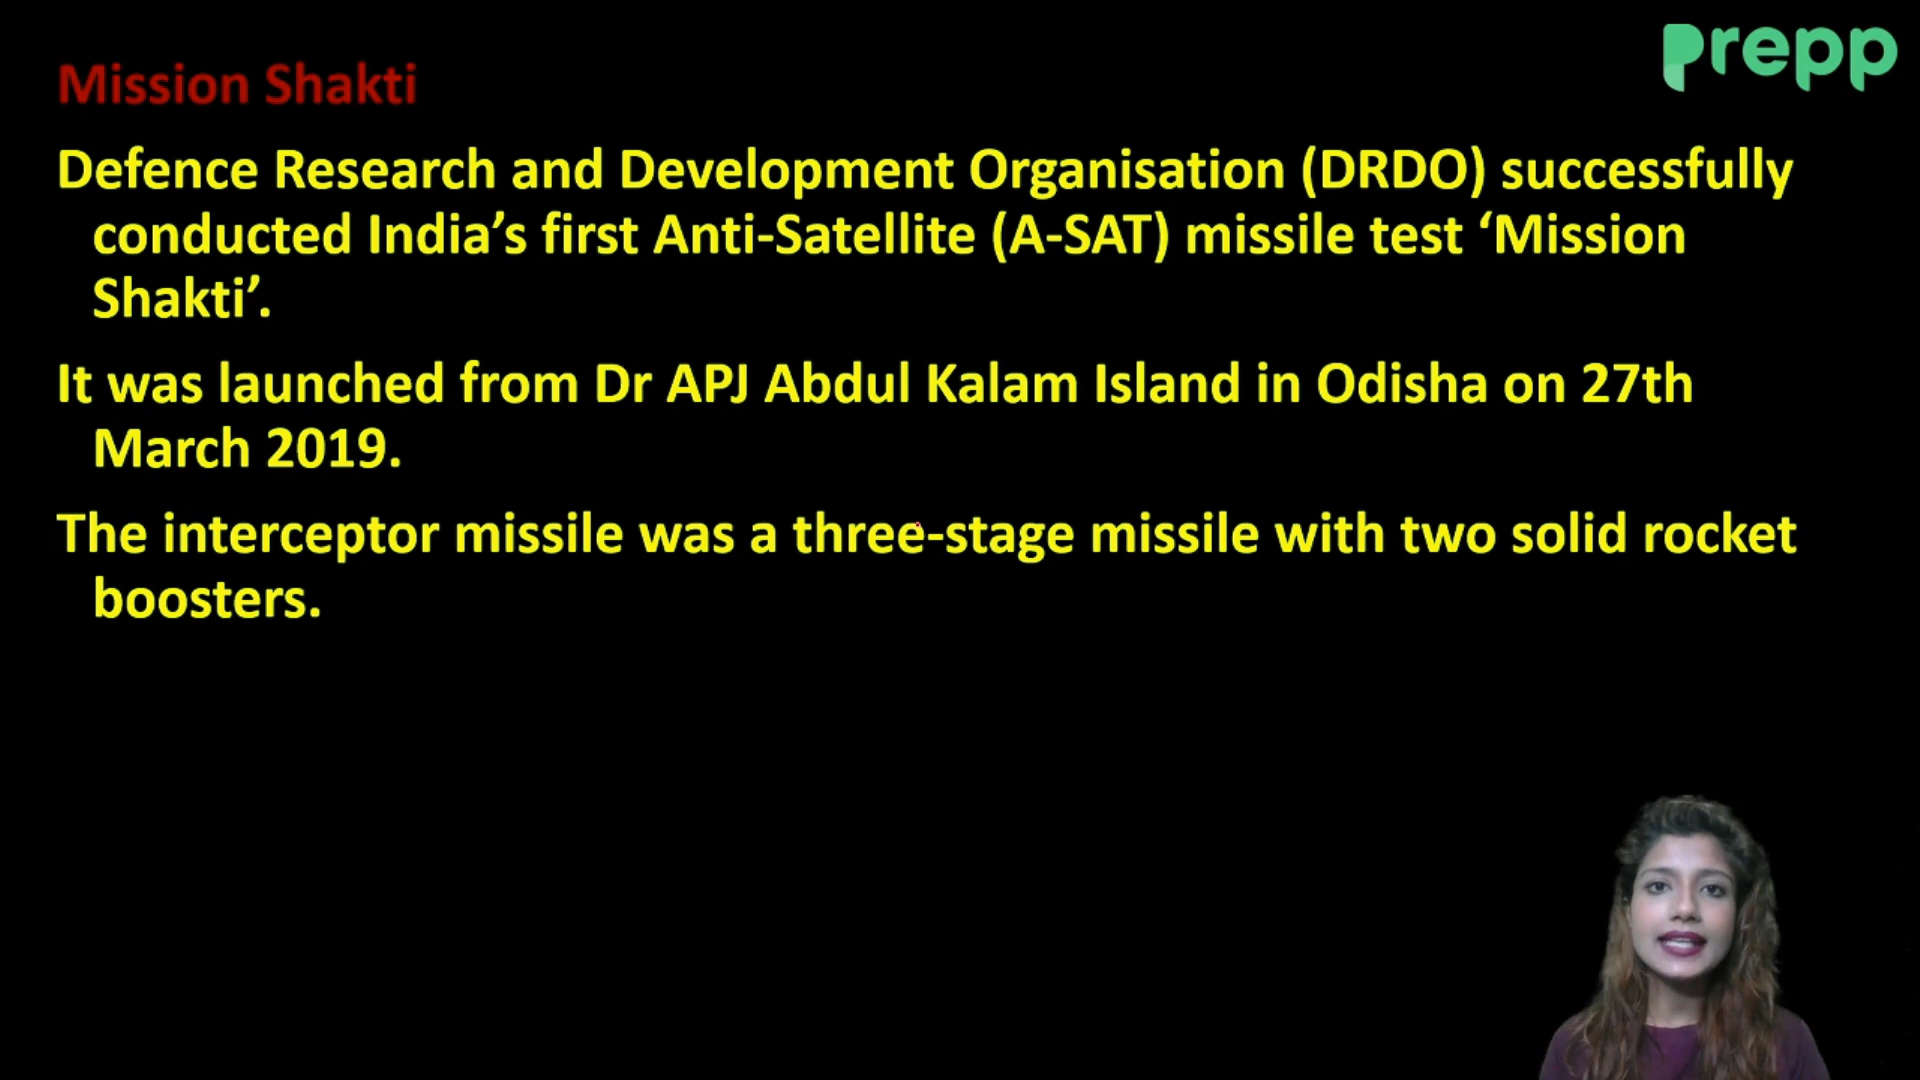 prepp
Mission Shakti
Defence Research and Development Organisation (DRDO) successfully
conducted India’s first Anti-Satellite (A-SAT) missile test ‘Mission
Shakti’.
It was launched from Dr APJ Abdul Kalam Island in Odisha on 27th
March 2019.
The interceptor missile was a three-stage missile with two solid rocket
boosters.